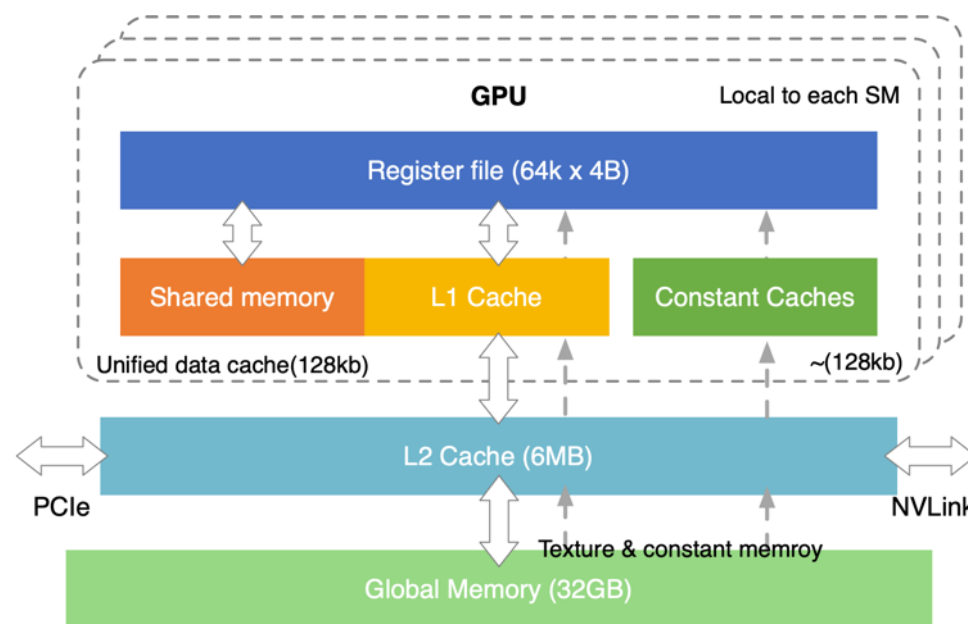 GPU
Local to each SM
Register file (64k x 4B)
Shared memory
L1 Cache
Constant Caches
Unified data cache(128kb)
~(128kb)
L2 Cache (6MB)
PCIe
NVLink
Texture & constant memroy
Global Memory (32GB)